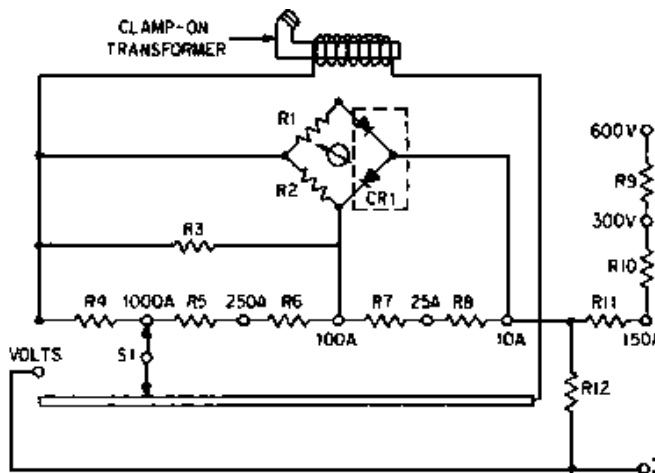 CLAMP-ON
TRANSFORMER
R1
600V
R2
CR1
R9
300V
R3
R10
R4
1000A
R5
250A
R6
R7
25A
R8
R11
100A
10A
150A
VOLTS
S1
R12